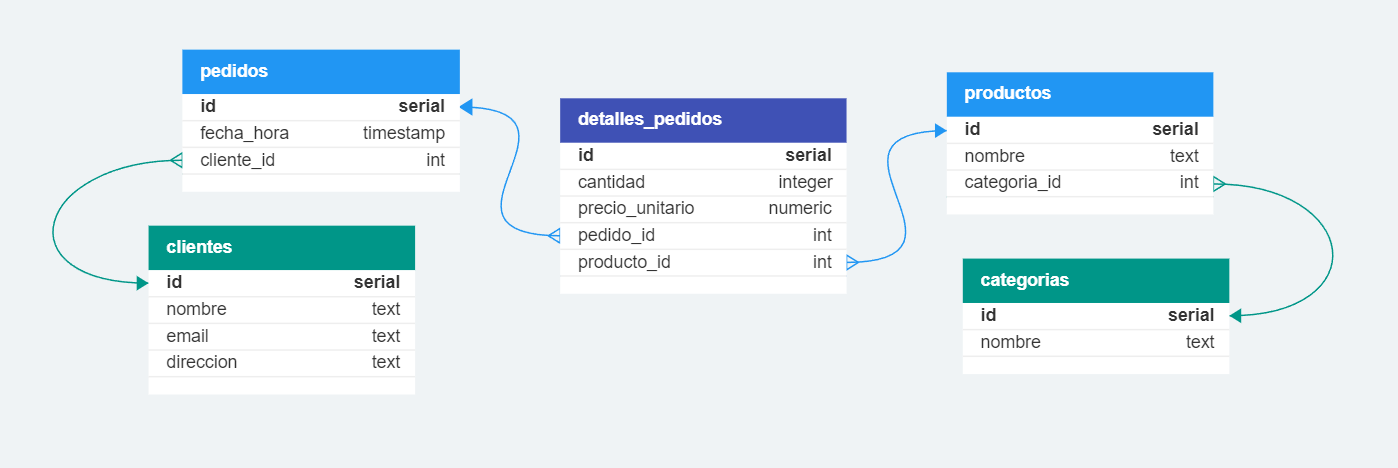 pedidos
id serial
fecha_hora timestamp
cliente_id int
clientes
id serial
nombre text
email text
direccion text
detalles_pedidos
id serial
cantidad integer
precio_unitario numeric
pedido_id int
producto_id int
productos
id serial
nombre text
categoria_id int
categorias
id serial
nombre text